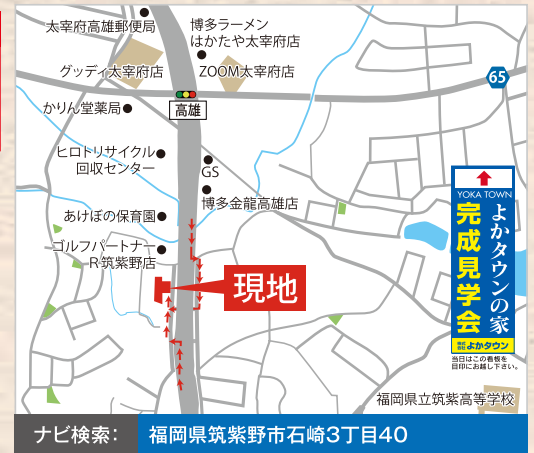 太宰府高雄郵便局
博多ラーメン
はかたや太宰府店
グッディ太宰府店
ZOOM太宰府店
65
かりん堂薬局
高雄
ヒロトリサイクル
回収センター
GS
博多金龍高雄店
あけぼの保育園
ゴルフパートナー
R筑紫野店
現地
YOKA TOWN
よかタウンの家
完成見学会
株式会社 よかタウン
当日はこの看板を
目印にお越し下さい。
福岡県立筑紫高等学校
ナビ検索: 福岡県筑紫野市石崎3丁目40